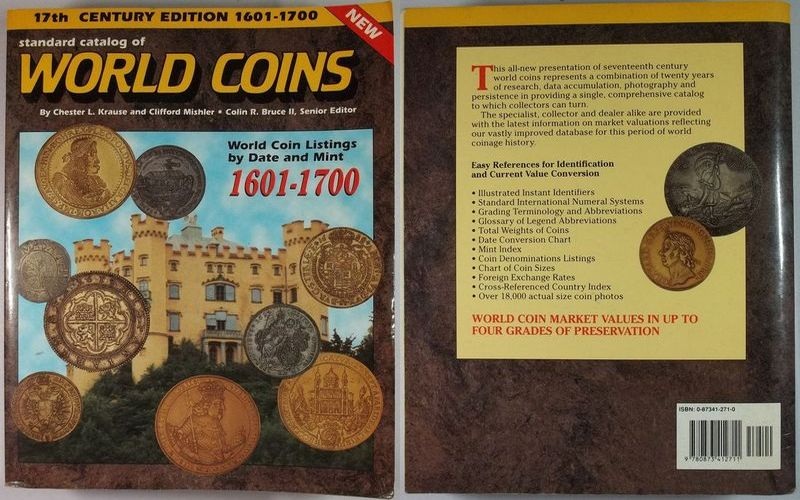 17th CENTURY EDITION 1601-1700
NEW
standard catalog of
WORLD COINS
By Chester L. Krause and Clifford Mishler • Colin R. Bruce II, Senior Editor
World Coin Listings
by Date and Mint
1601-1700
This all-new presentation of seventeenth century
world coins represents a combination of twenty years
of research, data accumulation, photography and
persistence in providing a single, comprehensive catalog
to which collectors can turn.
The specialist, collector and dealer alike are provided
with the latest information on market valuations reflecting
our vastly improved database for this period of world
coinage history.
Easy References for Identification
and Current Value Conversion
• Illustrated Instant Identifiers
• Standard International Numeral Systems
• Grading Terminology and Abbreviations
• Glossary of Legend Abbreviations
• Total Weights of Coins
• Date Conversion Chart
• Mint Index
• Coin Denominations Listings
• Chart of Coin Sizes
• Foreign Exchange Rates
• Cross-Referenced Country Index
• Over 18,000 actual size coin photos
WORLD COIN MARKET VALUES IN UP TO
FOUR GRADES OF PRESERVATION
ISBN: 0-87341-271-0
9 780873 412711